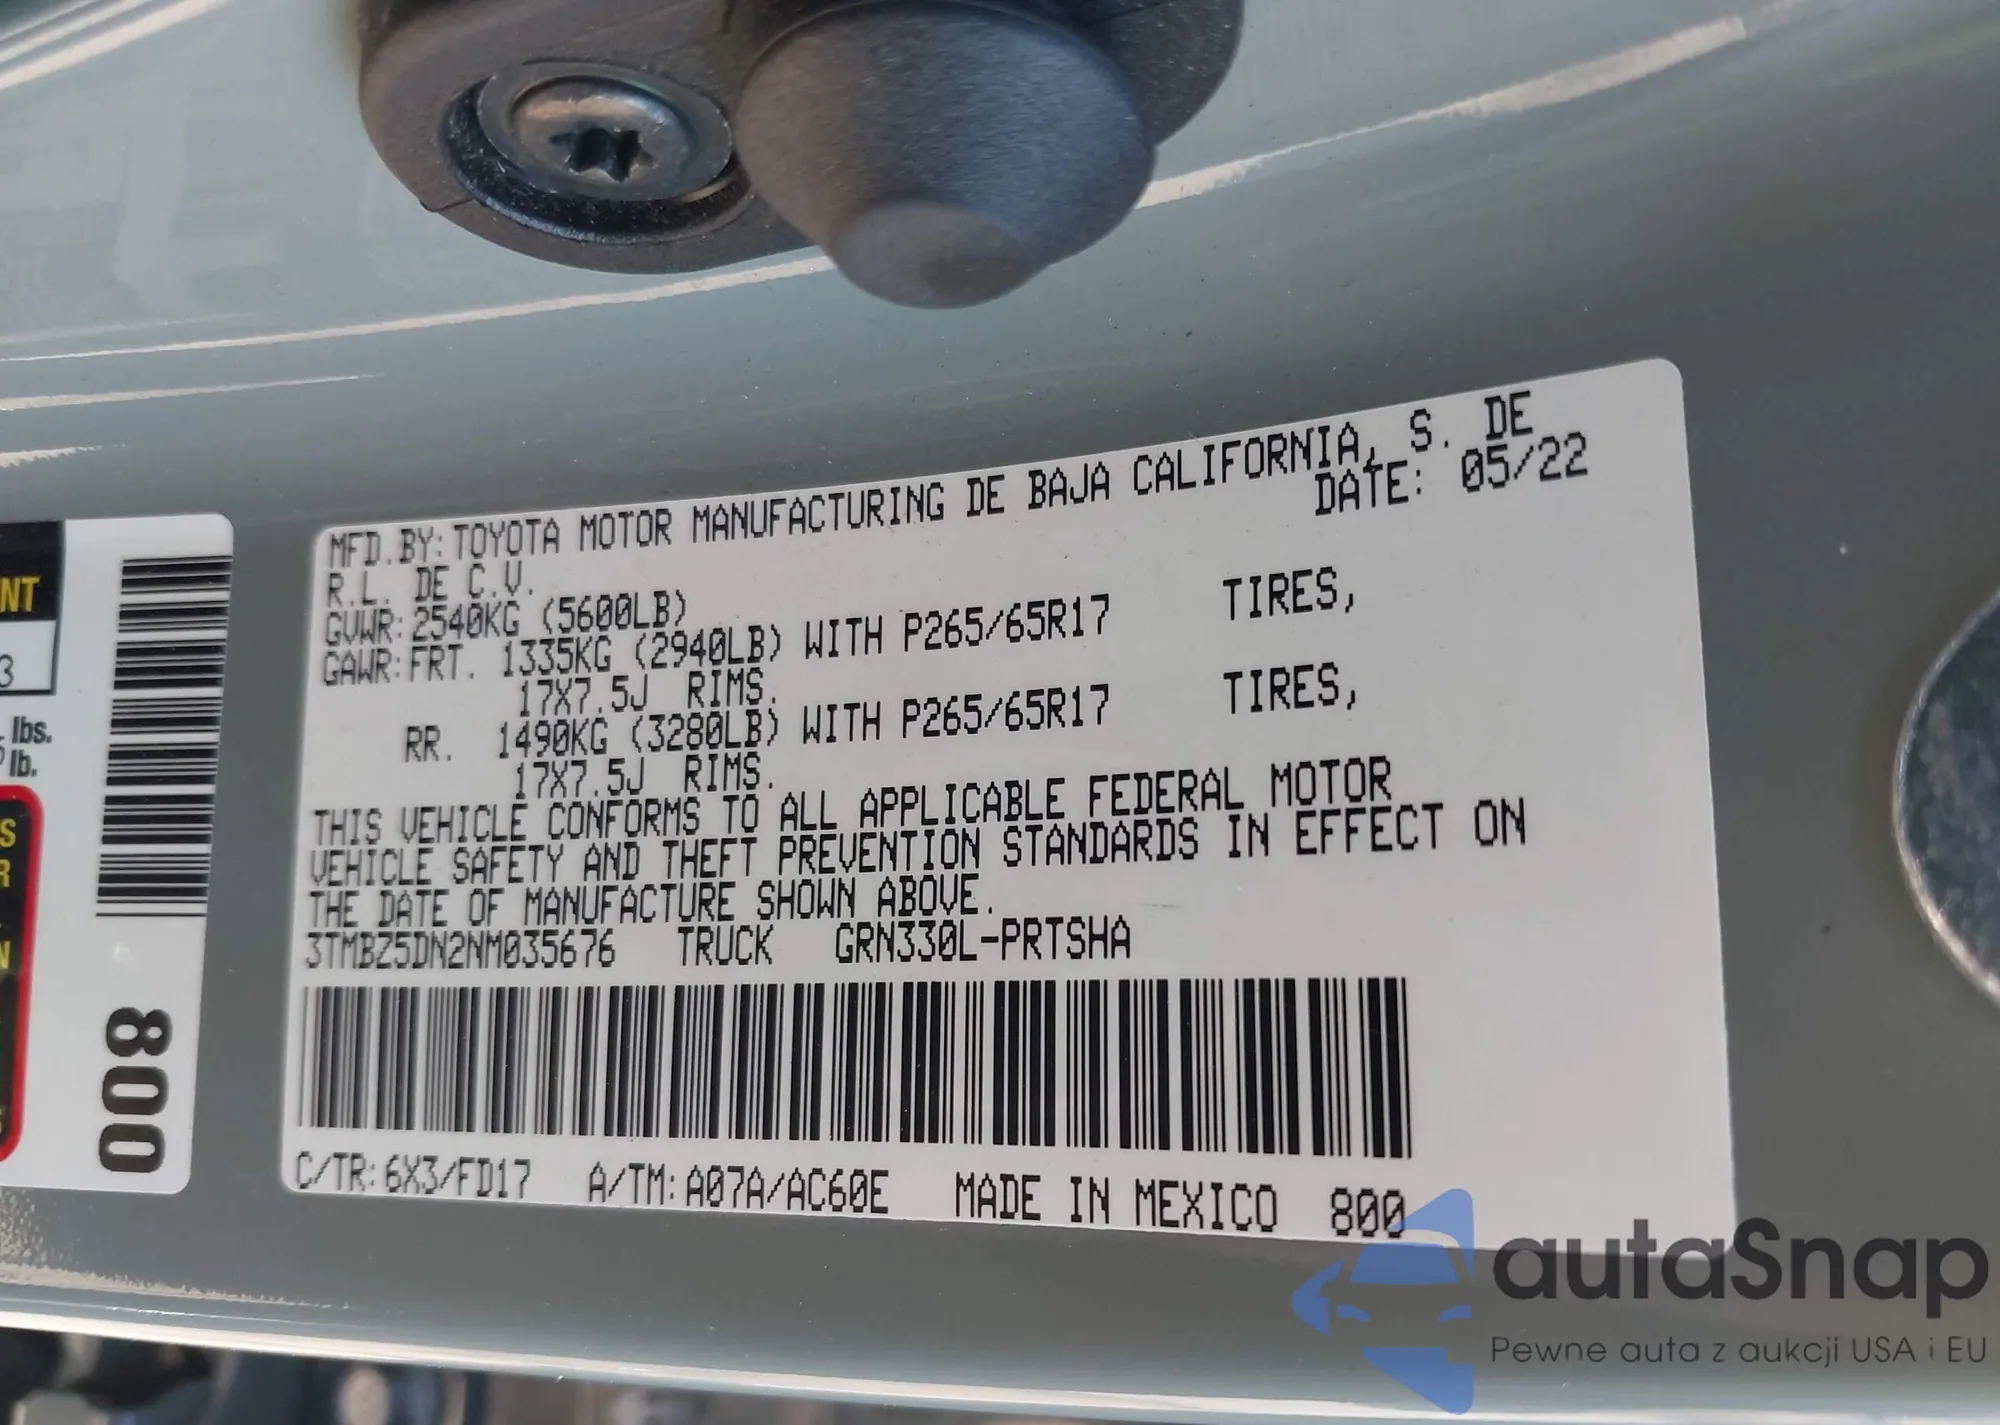 MFD.BY:TOYOTA MOTOR MANUFACTURING DE BAJA CALIFORNIA, S. DE
R.L. DE C.V. DATE: 05/22
GVWR:2540KG (5600LB)
GAWR:FRT. 1335KG (2940LB) WITH P265/65R17 TIRES,
17X7.5J RIMS.
RR. 1490KG (3280LB) WITH P265/65R17 TIRES,
17X7.5J RIMS.
THIS VEHICLE CONFORMS TO ALL APPLICABLE FEDERAL MOTOR
VEHICLE SAFETY AND THEFT PREVENTION STANDARDS IN EFFECT ON
THE DATE OF MANUFACTURE SHOWN ABOVE.
3TMBZ5DN2NM035676 TRUCK GRN330L-PRTSHA
C/TR:6X3/FD17 A/TM:A07A/AC60E MADE IN MEXICO 800
NT
3
lbs.
lb.
S
R
N
800
autaSnap
Pewne auta z aukcji USA i EU